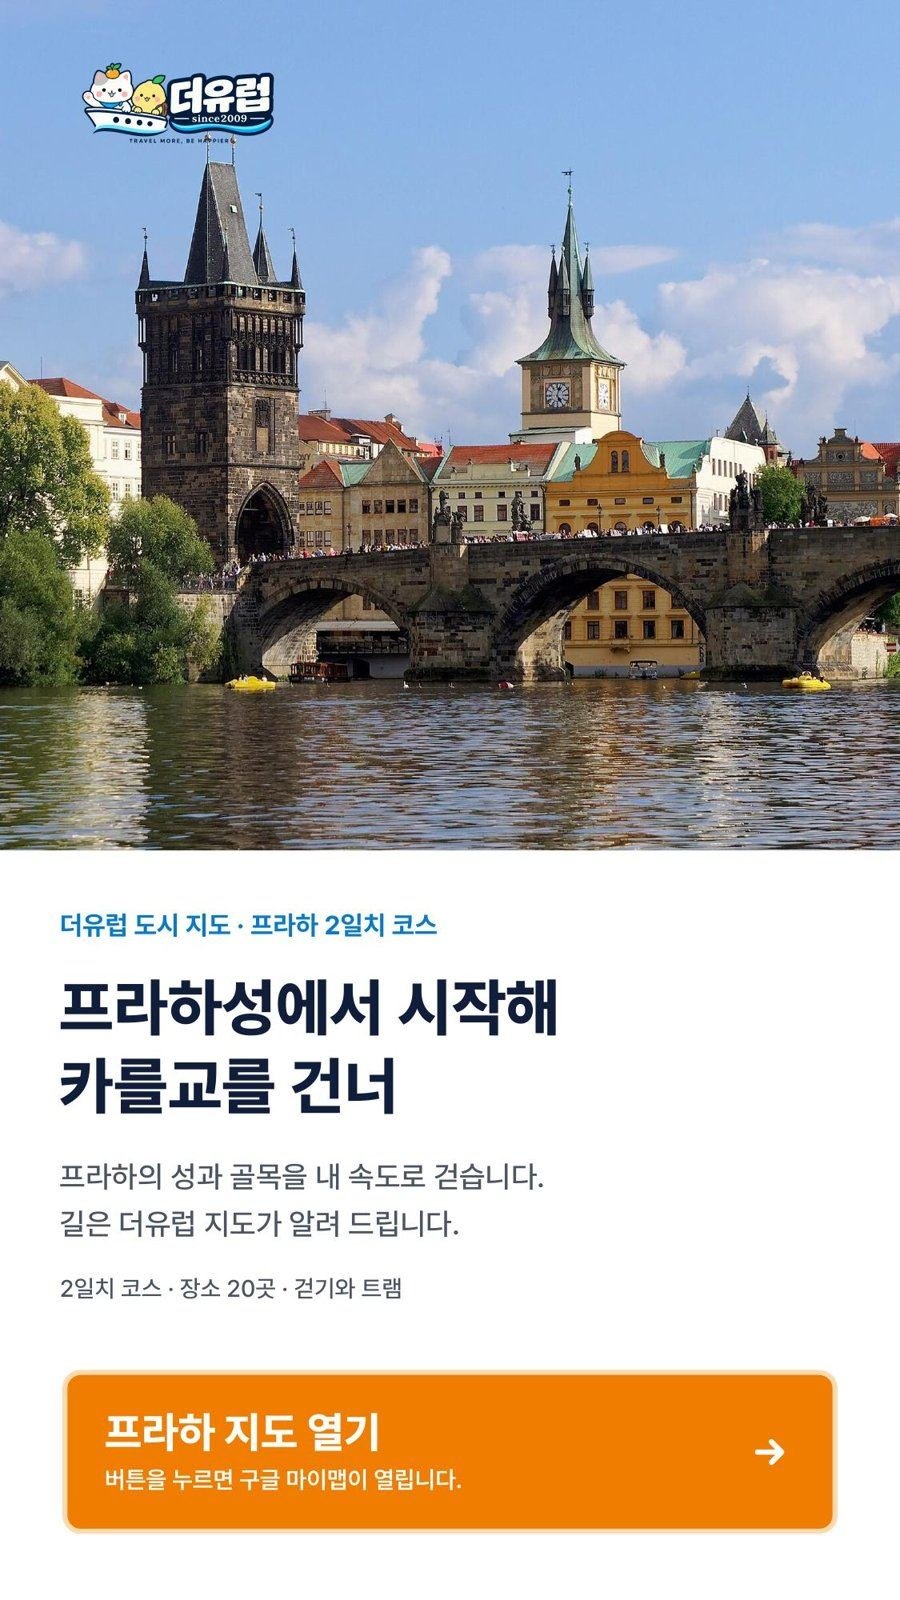 더유럽
since2009
TRAVEL MORE, BE HAPPIER
더유럽 도시 지도 · 프라하 2일치 코스
프라하성에서 시작해
카를교를 건너
프라하의 성과 골목을 내 속도로 걷습니다.
길은 더유럽 지도가 알려 드립니다.
2일치 코스 · 장소 20곳 · 걷기와 트램
프라하 지도 열기
버튼을 누르면 구글 마이맵이 열립니다.